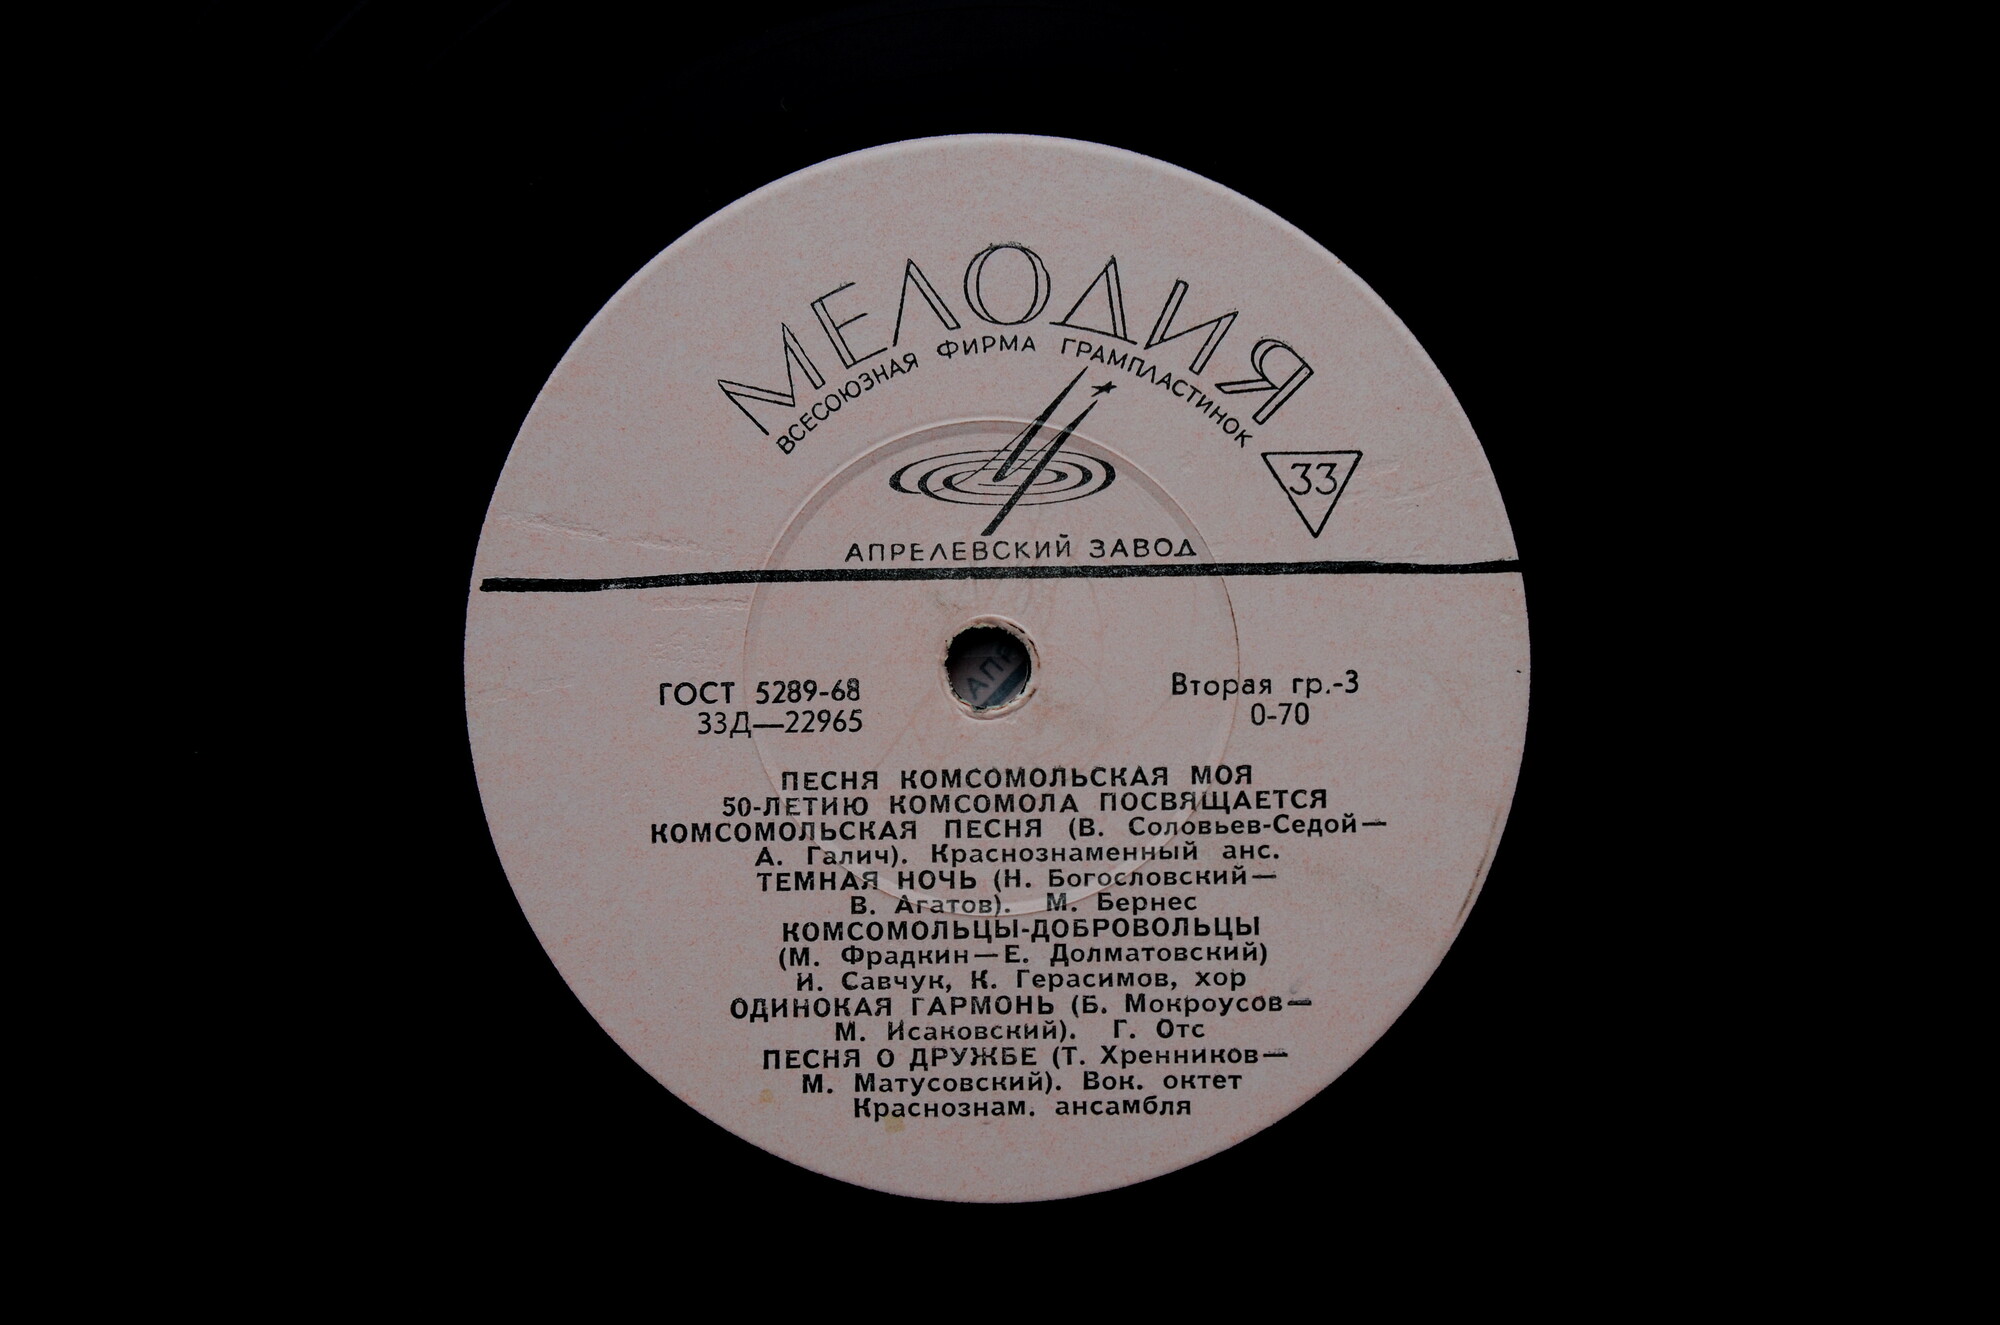 МЕЛОДИЯ
ВСЕСОЮЗНАЯ ФИРМА ГРАМПЛАСТИНОК
33
АПРЕЛЕВСКИЙ ЗАВОД
АПР
ГОСТ 5289-68
Вторая гр.-3
33Д—22965
0-70
ПЕСНЯ КОМСОМОЛЬСКАЯ МОЯ
50-ЛЕТИЮ КОМСОМОЛА ПОСВЯЩАЕТСЯ
КОМСОМОЛЬСКАЯ ПЕСНЯ (В. Соловьев-Седой—
А. Галич). Краснознаменный анс.
ТЕМНАЯ НОЧЬ (Н. Богословский—
В. Агатов). М. Бернес
КОМСОМОЛЬЦЫ-ДОБРОВОЛЬЦЫ
(М. Фрадкин—Е. Долматовский)
И. Савчук, К. Герасимов, хор
ОДИНОКАЯ ГАРМОНЬ (Б. Мокроусов—
М. Исаковский). Г. Отс
ПЕСНЯ О ДРУЖБЕ (Т. Хренников—
М. Матусовский). Вок. октет
Краснознам. ансамбля